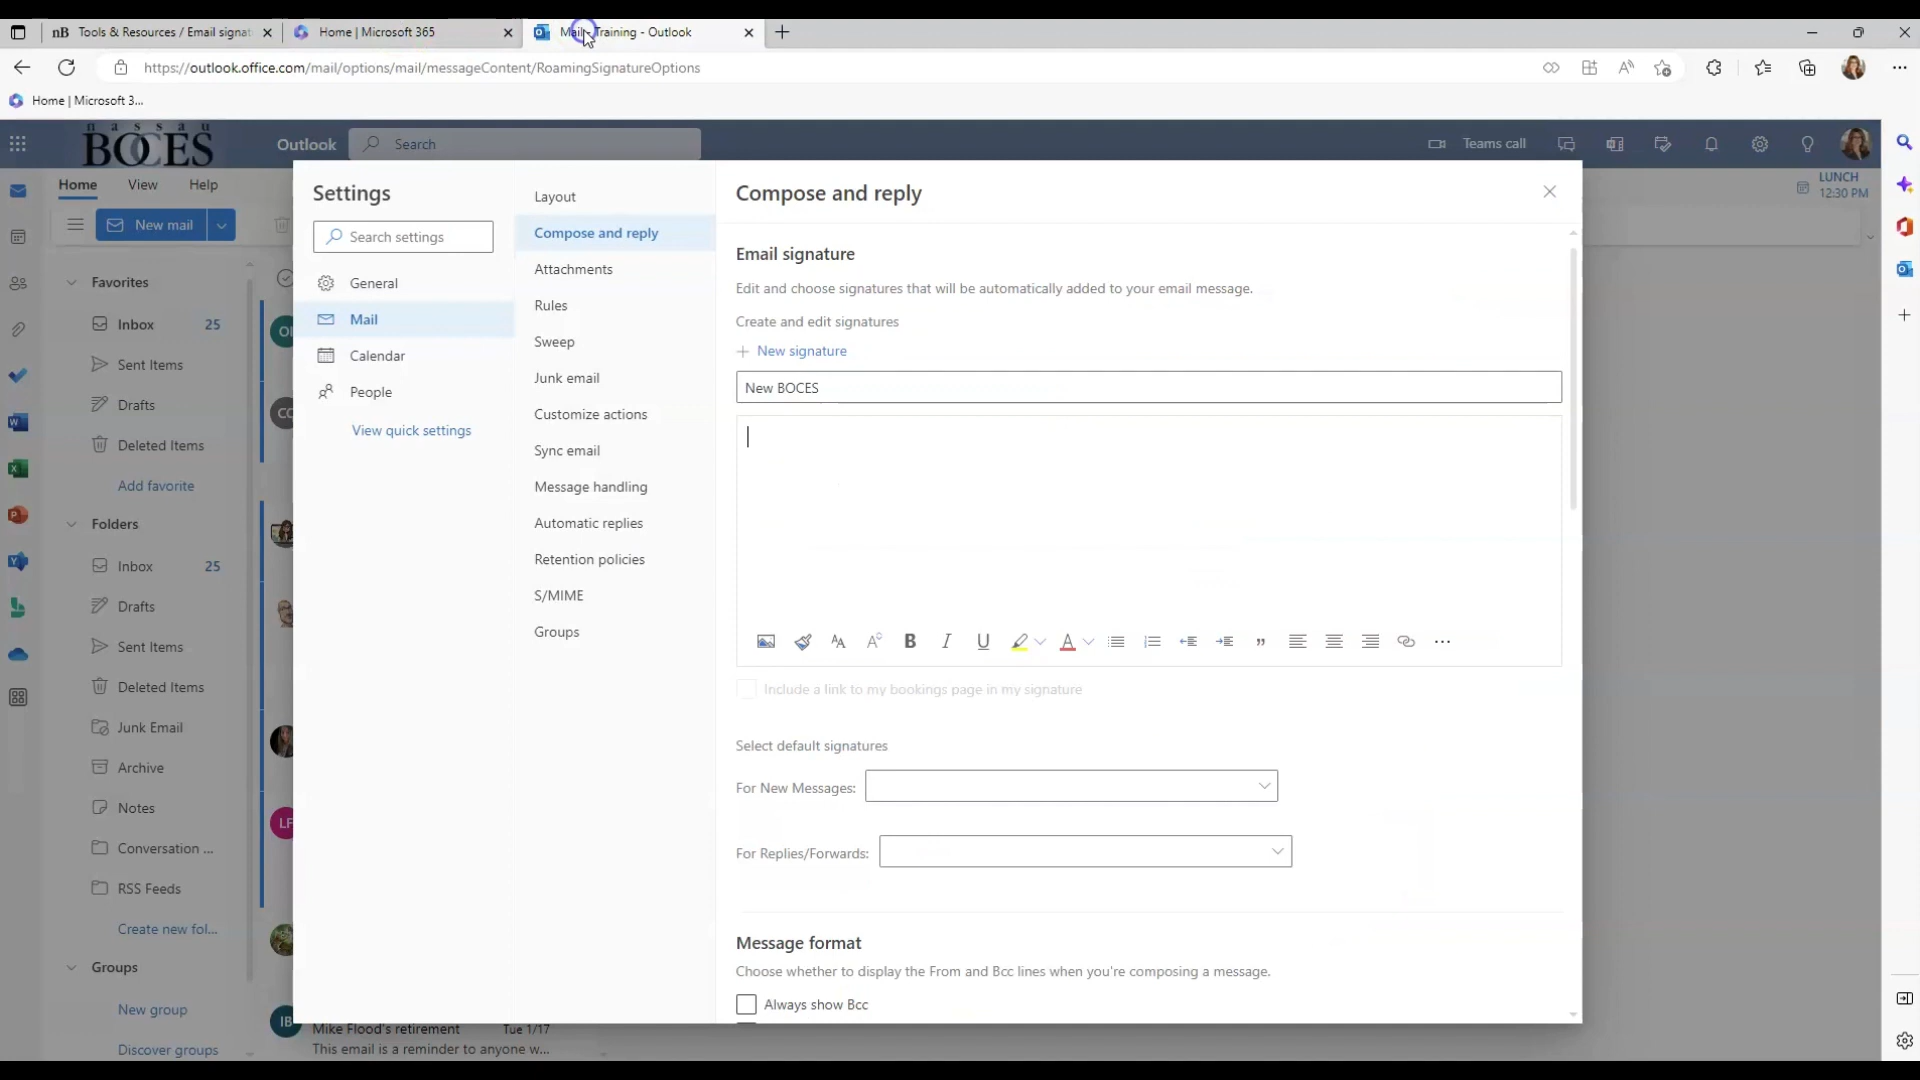 nB Tools & Resources / Email signat
Home | Microsoft 365
Mail - Training - Outlook
https://outlook.office.com/mail/options/mail/messageContent/RoamingSignatureOptions
Home | Microsoft 3...
nassau
BOCES
Outlook
Search
Teams call
Home
View
Help
LUNCH
12:30 PM
New mail
Favorites
Inbox 25
Sent Items
Drafts
Deleted Items
Add favorite
Folders
Inbox 25
Drafts
Sent Items
Deleted Items
Junk Email
Archive
Notes
Conversation ...
RSS Feeds
Create new fol...
Groups
New group
Discover groups
CC
LF
IB
Mike Flood's retirement Tue 1/17
This email is a reminder to anyone w...
Settings
Search settings
General
Mail
Calendar
People
View quick settings
Layout
Compose and reply
Attachments
Rules
Sweep
Junk email
Customize actions
Sync email
Message handling
Automatic replies
Retention policies
S/MIME
Groups
Compose and reply
Email signature
Edit and choose signatures that will be automatically added to your email message.
Create and edit signatures
New signature
New BOCES
Include a link to my bookings page in my signature
Select default signatures
For New Messages:
For Replies/Forwards:
Message format
Choose whether to display the From and Bcc lines when you're composing a message.
Always show Bcc